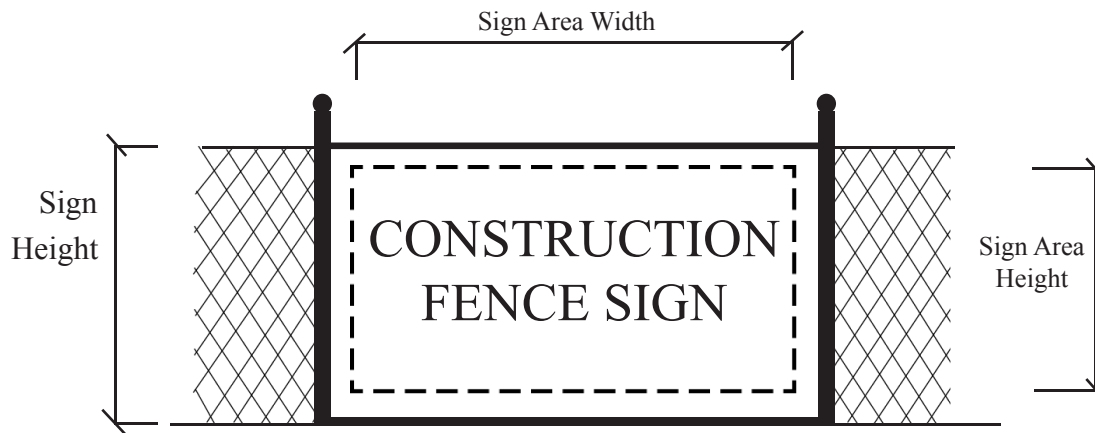 Sign Area Width
Sign
Height
CONSTRUCTION
FENCE SIGN
Sign Area
Height